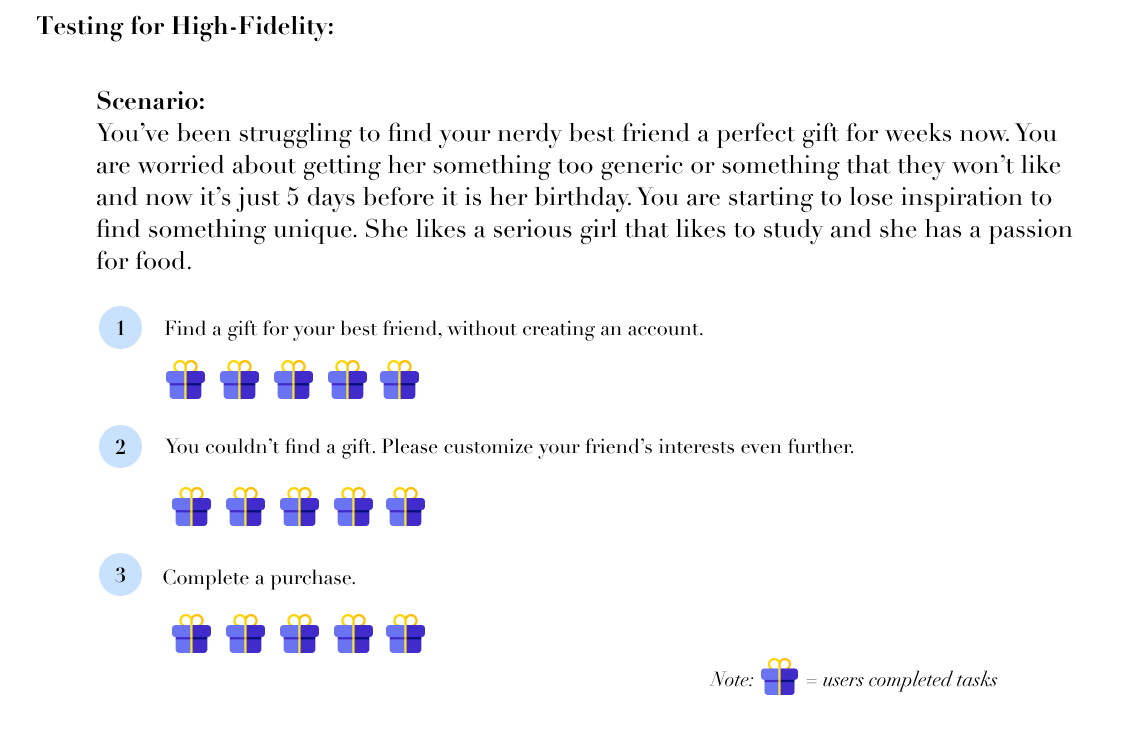 Testing for High-Fidelity:
Scenario:
You’ve been struggling to find your nerdy best friend a perfect gift for weeks now. You
are worried about getting her something too generic or something that they won’t like
and now it’s just 5 days before it is her birthday. You are starting to lose inspiration to
find something unique. She likes a serious girl that likes to study and she has a passion
for food.
1 Find a gift for your best friend, without creating an account.
2 You couldn’t find a gift. Please customize your friend’s interests even further.
3 Complete a purchase.
Note: = users completed tasks